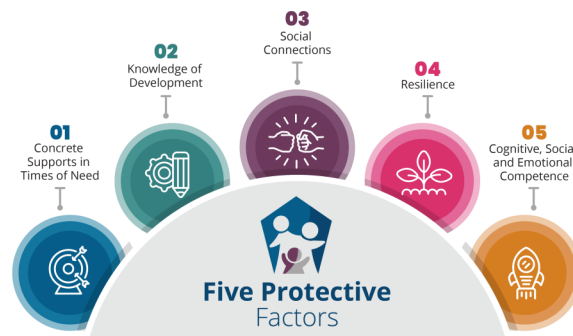 01
Concrete
Supports in
Times of Need
02
Knowledge of
Development
03
Social
Connections
04
Resilience
05
Cognitive, Socia
and Emotional
Competence
Five Protective
Factors